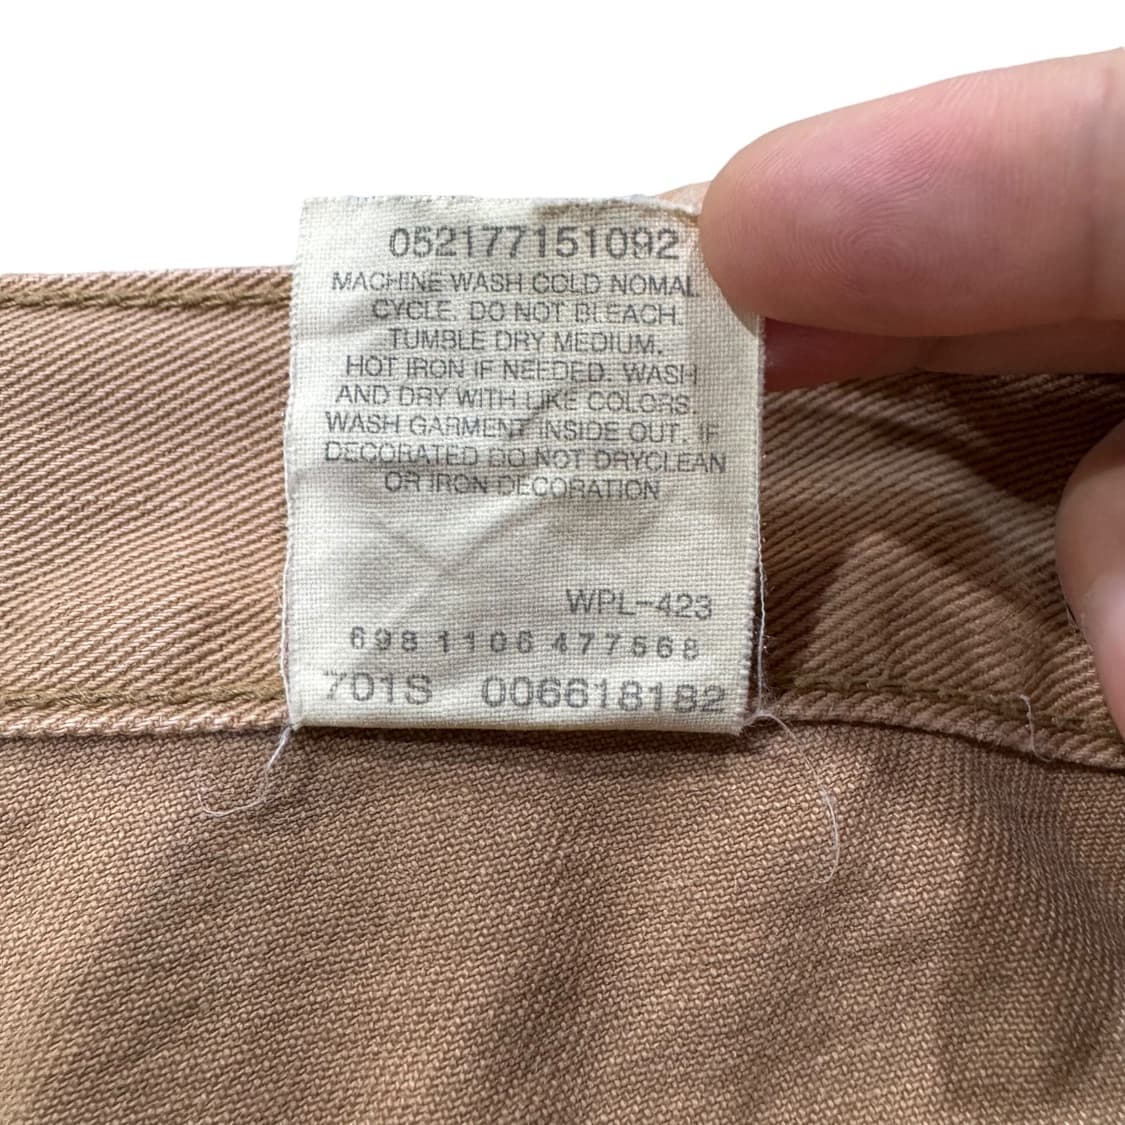 052177151092
MACHINE WASH COLD NOMAL
CYCLE. DO NOT BLEACH.
TUMBLE DRY MEDIUM.
HOT IRON IF NEEDED. WASH
AND DRY WITH LIKE COLORS.
WASH GARMENT INSIDE OUT. IF
DECORATED DO NOT DRYCLEAN
OR IRON DECORATION
WPL-423
698 1106 477568
701S 006618182